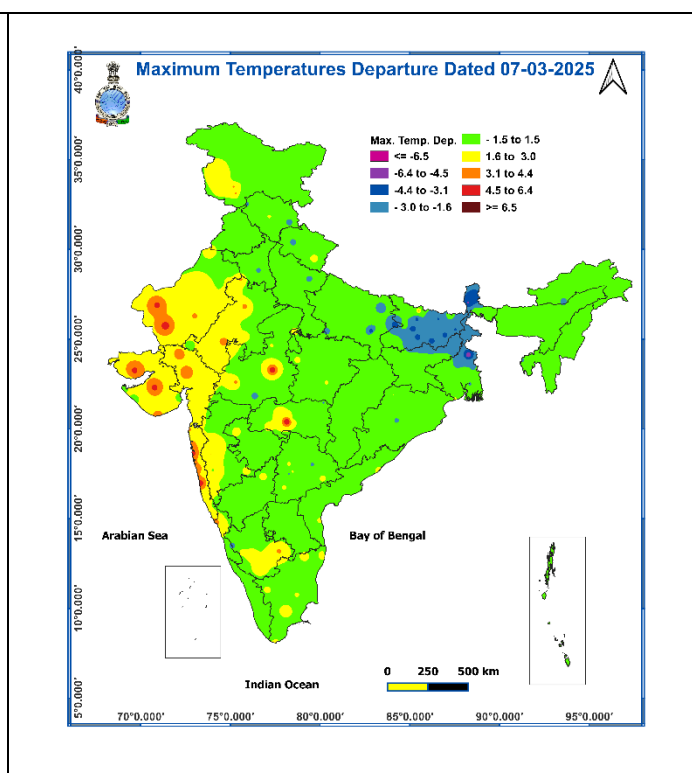 Maximum Temperatures Departure Dated 07-03-2025
Max. Temp. Dep.
<= -6.5
-6.4 to -4.5
-4.4 to -3.1
- 3.0 to -1.6
- 1.5 to 1.5
1.6 to 3.0
3.1 to 4.4
4.5 to 6.4
>= 6.5
40°0.000'
35°0.000'
30°0.000'
25°0.000'
20°0.000'
15°0.000'
10°0.000'
5°0.000'
Arabian Sea
Bay of Bengal
Indian Ocean
0 250 500 km
70°0.000' 75°0.000' 80°0.000' 85°0.000' 90°0.000' 95°0.000'